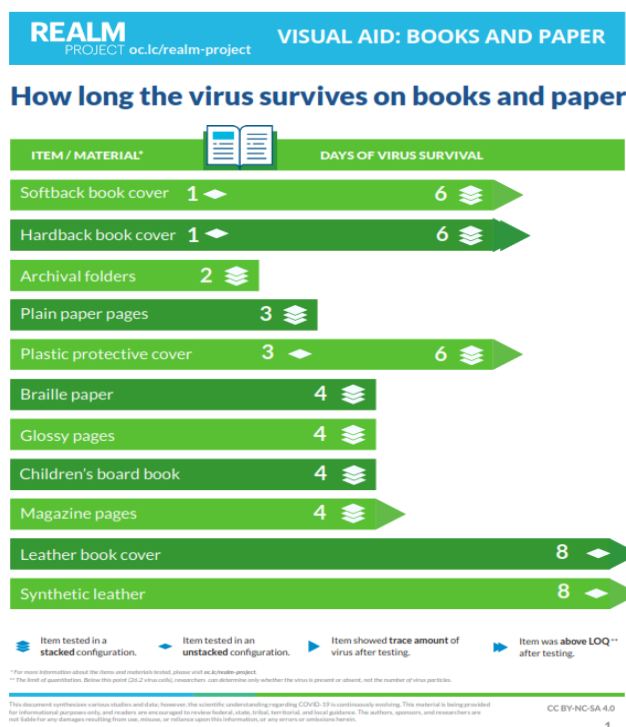 REALM
PROJECT oc.lc/realm-project
VISUAL AID: BOOKS AND PAPER
How long the virus survives on books and paper
ITEM / MATERIAL*
DAYS OF VIRUS SURVIVAL
Softback book cover 1 6
Hardback book cover 1 6
Archival folders 2
Plain paper pages 3
Plastic protective cover 3 6
Braille paper 4
Glossy pages 4
Children's board book 4
Magazine pages 4
Leather book cover 8
Synthetic leather 8
Item tested in a
stacked configuration.
Item tested in an
unstacked configuration.
Item showed trace amount of
virus after testing.
Item was above LOQ**
after testing.
* For more information about the items and materials tested, please visit oc.lc/realm-project.
** The limit of quantitation. Below this point (26.2 virus cells), researchers can determine only whether the virus is present or absent, not the number of virus particles.
This document synthesizes various studies and data; however, the scientific understanding regarding COVID-19 is continuously evolving. This material is being provided
for informational purposes only, and readers are encouraged to review federal, state, tribal, territorial, and local guidance. The authors, sponsors, and researchers are
not liable for any damages resulting from use, misuse, or reliance upon this information, or any errors or omissions herein.
CC BY-NC-SA 4.0
1